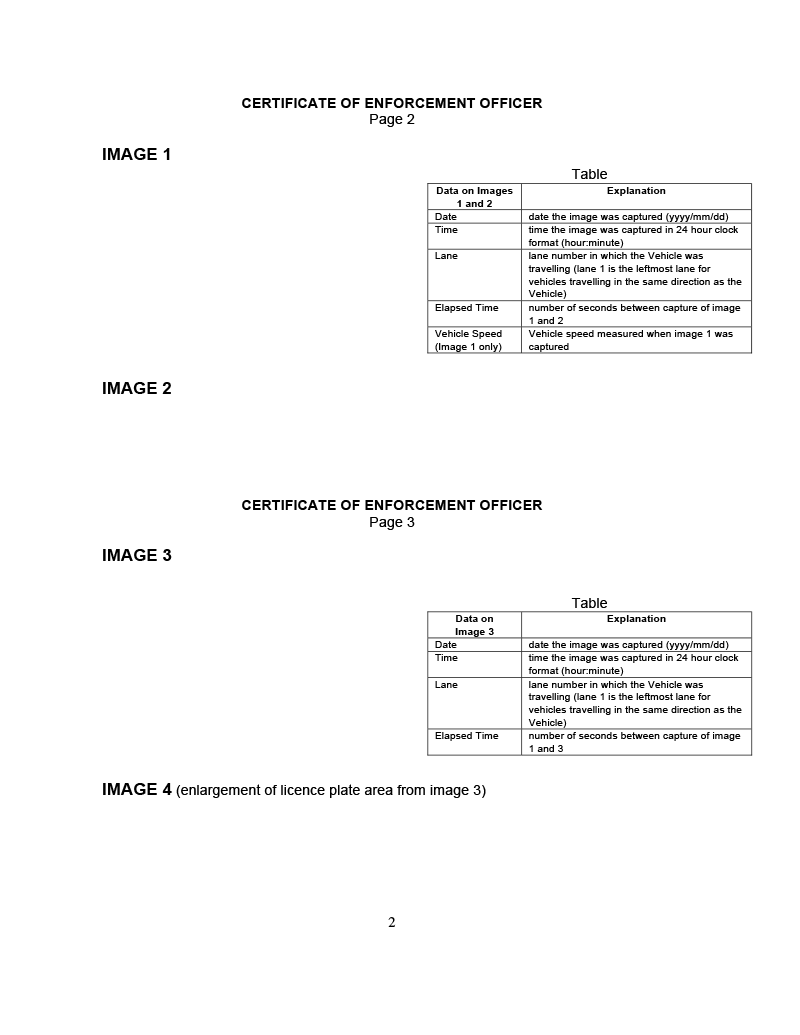 CERTIFICATE OF ENFORCEMENT OFFICER
Page 2
IMAGE 1
Table
Data on Images
1 and 2
Explanation
Date
date the image was captured (yyyy/mm/dd)
Time
time the image was captured in 24 hour clock
format (hour:minute)
Lane
lane number in which the Vehicle was
travelling (lane 1 is the leftmost lane for
vehicles travelling in the same direction as the
Vehicle)
Elapsed Time
number of seconds between capture of image
1 and 2
Vehicle Speed
(Image 1 only)
Vehicle speed measured when image 1 was
captured
IMAGE 2
CERTIFICATE OF ENFORCEMENT OFFICER
Page 3
IMAGE 3
Table
Data on
Image 3
Explanation
Date
date the image was captured (yyyy/mm/dd)
Time
time the image was captured in 24 hour clock
format (hour:minute)
Lane
lane number in which the Vehicle was
travelling (lane 1 is the leftmost lane for
vehicles travelling in the same direction as the
Vehicle)
Elapsed Time
number of seconds between capture of image
1 and 3
IMAGE 4 (enlargement of licence plate area from image 3)
2